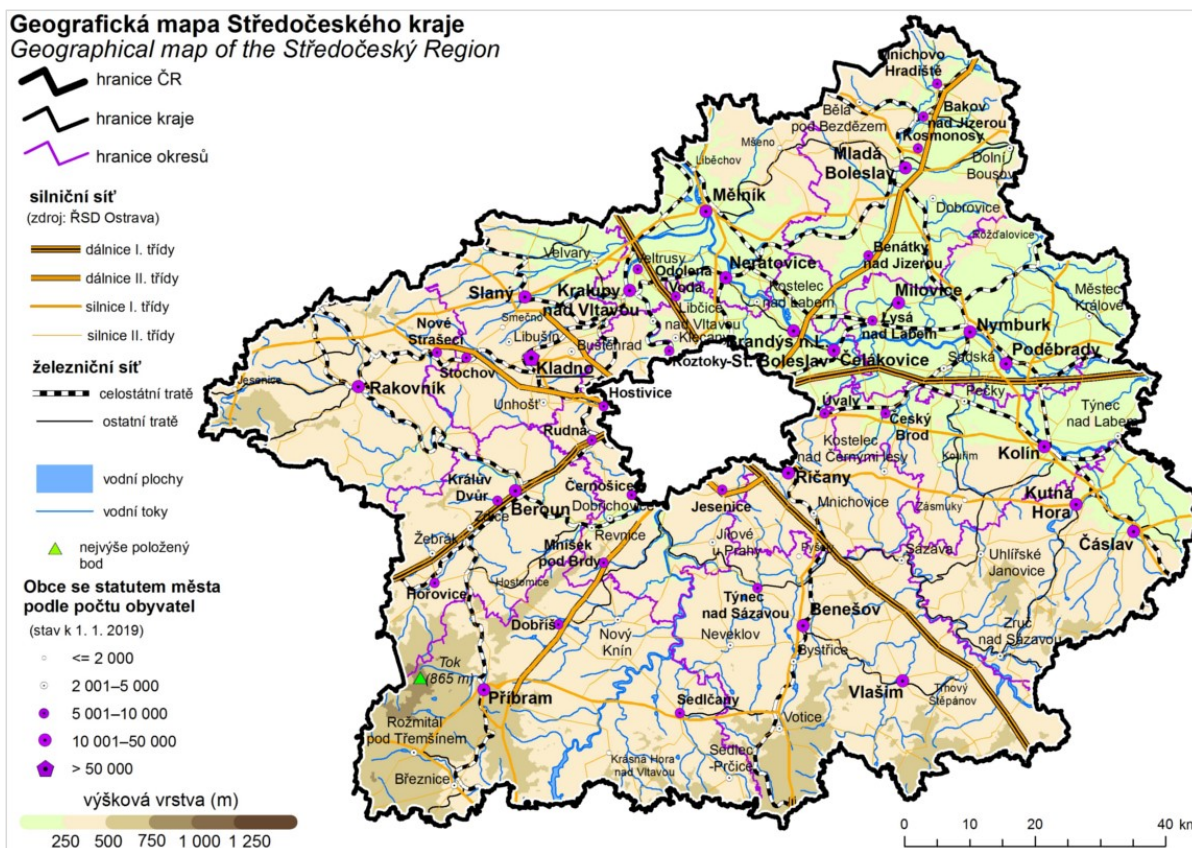 Geografická mapa Středočeského kraje
Geographical map of the Středočeský Region
hranice ČR
hranice kraje
hranice okresů
silniční síť
(zdroj: ŘSD Ostrava)
dálnice I. třídy
dálnice II. třídy
silnice I. třídy
silnice II. třídy
železniční síť
celostátní tratě
ostatní tratě
vodní plochy
vodní toky
nejvýše položený
bod
Obce se statutem města
podle počtu obyvatel
(stav k 1. 1. 2019)
<= 2 000
2 001–5 000
5 001–10 000
10 001–50 000
> 50 000
výšková vrstva (m)
250 500 750 1 000 1 250
Hradiště
Bakov
nad Jizerou
Bělá
pod Bezdězem
Kosmonosy
Mšeno
Liběchov
Mladá
Boleslav
Dolní
Bousov
Mělník
Dobrovice
Rožďalovice
Velvary
Veltrusy
Benátky
nad Jizerou
Odolena
Voda
Neratovice
Slaný
Kralupy
nad Vltavou
Kostelec
nad Labem
Milovice
Městec
Králové
Smečno
Libčice
nad Vltavou
Lysá
nad Labem
Nové
Strašecí
Libušín
Buštěhrad
Klecany
Nymburk
Brandýs n.L.-
St. Boleslav
Roztoky
Čelákovice
Sadská
Poděbrady
Stochov
Kladno
Jesenice
Rakovník
Unhošť
Hostivice
Pečky
Týnec
nad Labem
Úvaly
Český
Brod
Rudná
Kostelec
nad Černými lesy
Kouřim
Kolín
Králův
Dvůr
Beroun
Černošice
Dobřichovice
Říčany
Jesenice
Mnichovice
Zásmuky
Kutná
Hora
Čáslav
Žebrák
Zdice
Řevnice
Mníšek
pod Brdy
Jílové
u Prahy
Pyšely
Sázava
Uhlířské
Janovice
Hořovice
Hostomice
Týnec
nad Sázavou
Dobříš
Nový
Knín
Neveklov
Benešov
Bystřice
Zruč
nad Sázavou
Tok
(865 m)
Příbram
Sedlčany
Vlašim
Trhový
Štěpánov
Votice
Rožmitál
pod Třemšínem
Krásná Hora
nad Vltavou
Sedlec
-Prčice
Březnice
0 10 20 40 km